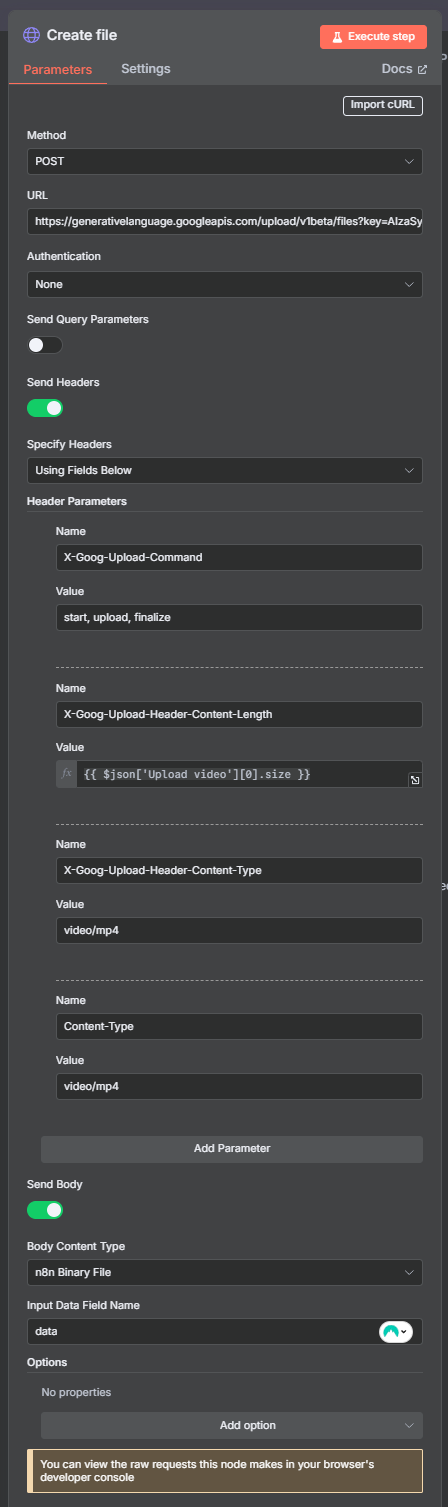 Create file
Execute step
Parameters
Settings
Docs
Import cURL
Method
POST
URL
https://generativelanguage.googleapis.com/upload/v1beta/files?key=AIzaSy
Authentication
None
Send Query Parameters
Send Headers
Specify Headers
Using Fields Below
Header Parameters
Name
X-Goog-Upload-Command
Value
start, upload, finalize
Name
X-Goog-Upload-Header-Content-Length
Value
fx {{ $json['Upload video'][0].size }}
Name
X-Goog-Upload-Header-Content-Type
Value
video/mp4
Name
Content-Type
Value
video/mp4
Add Parameter
Send Body
Body Content Type
n8n Binary File
Input Data Field Name
data
Options
No properties
Add option
You can view the raw requests this node makes in your browser's
developer console